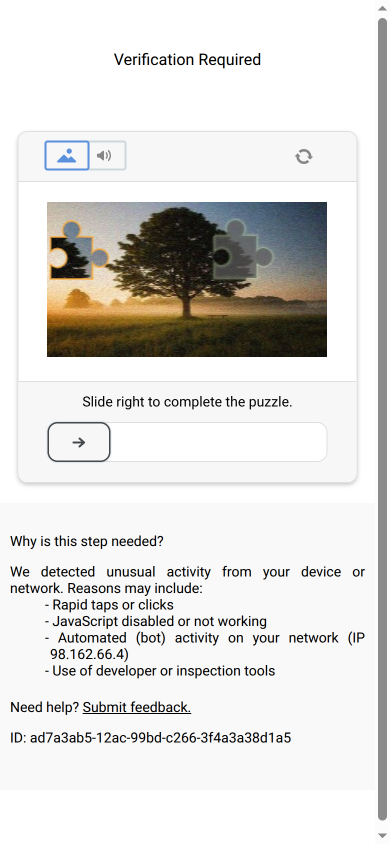 Verification Required
Slide right to complete the puzzle.
Why is this step needed?
We detected unusual activity from your device or
network. Reasons may include:
- Rapid taps or clicks
- JavaScript disabled or not working
- Automated (bot) activity on your network (IP
98.162.66.4)
- Use of developer or inspection tools
Need help? Submit feedback.
ID: ad7a3ab5-12ac-99bd-c266-3f4a3a38d1a5